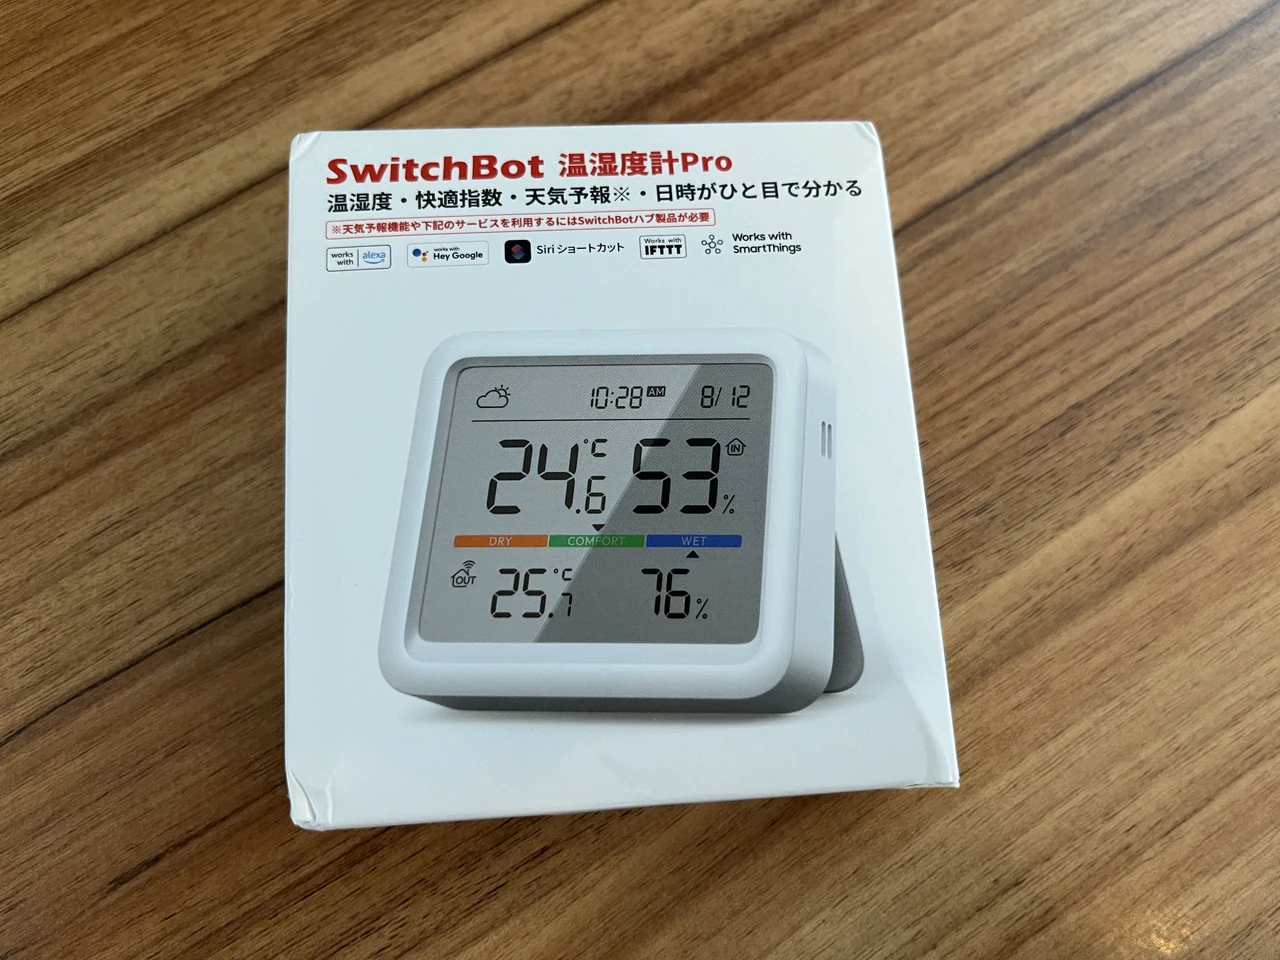 SwitchBot 温湿度計Pro
温湿度・快適指数・天気予報※・日時がひと目で分かる
※天気予報機能や下記のサービスを利用するにはSwitchBotハブ製品が必要
works with alexa
works with Hey Google
Siri ショートカット
Works with IFTTT
Works with SmartThings
10:28 AM 8/12
24.6 ℃ 53 % IN
DRY COMFORT WET
OUT 25.7 ℃ 76 %